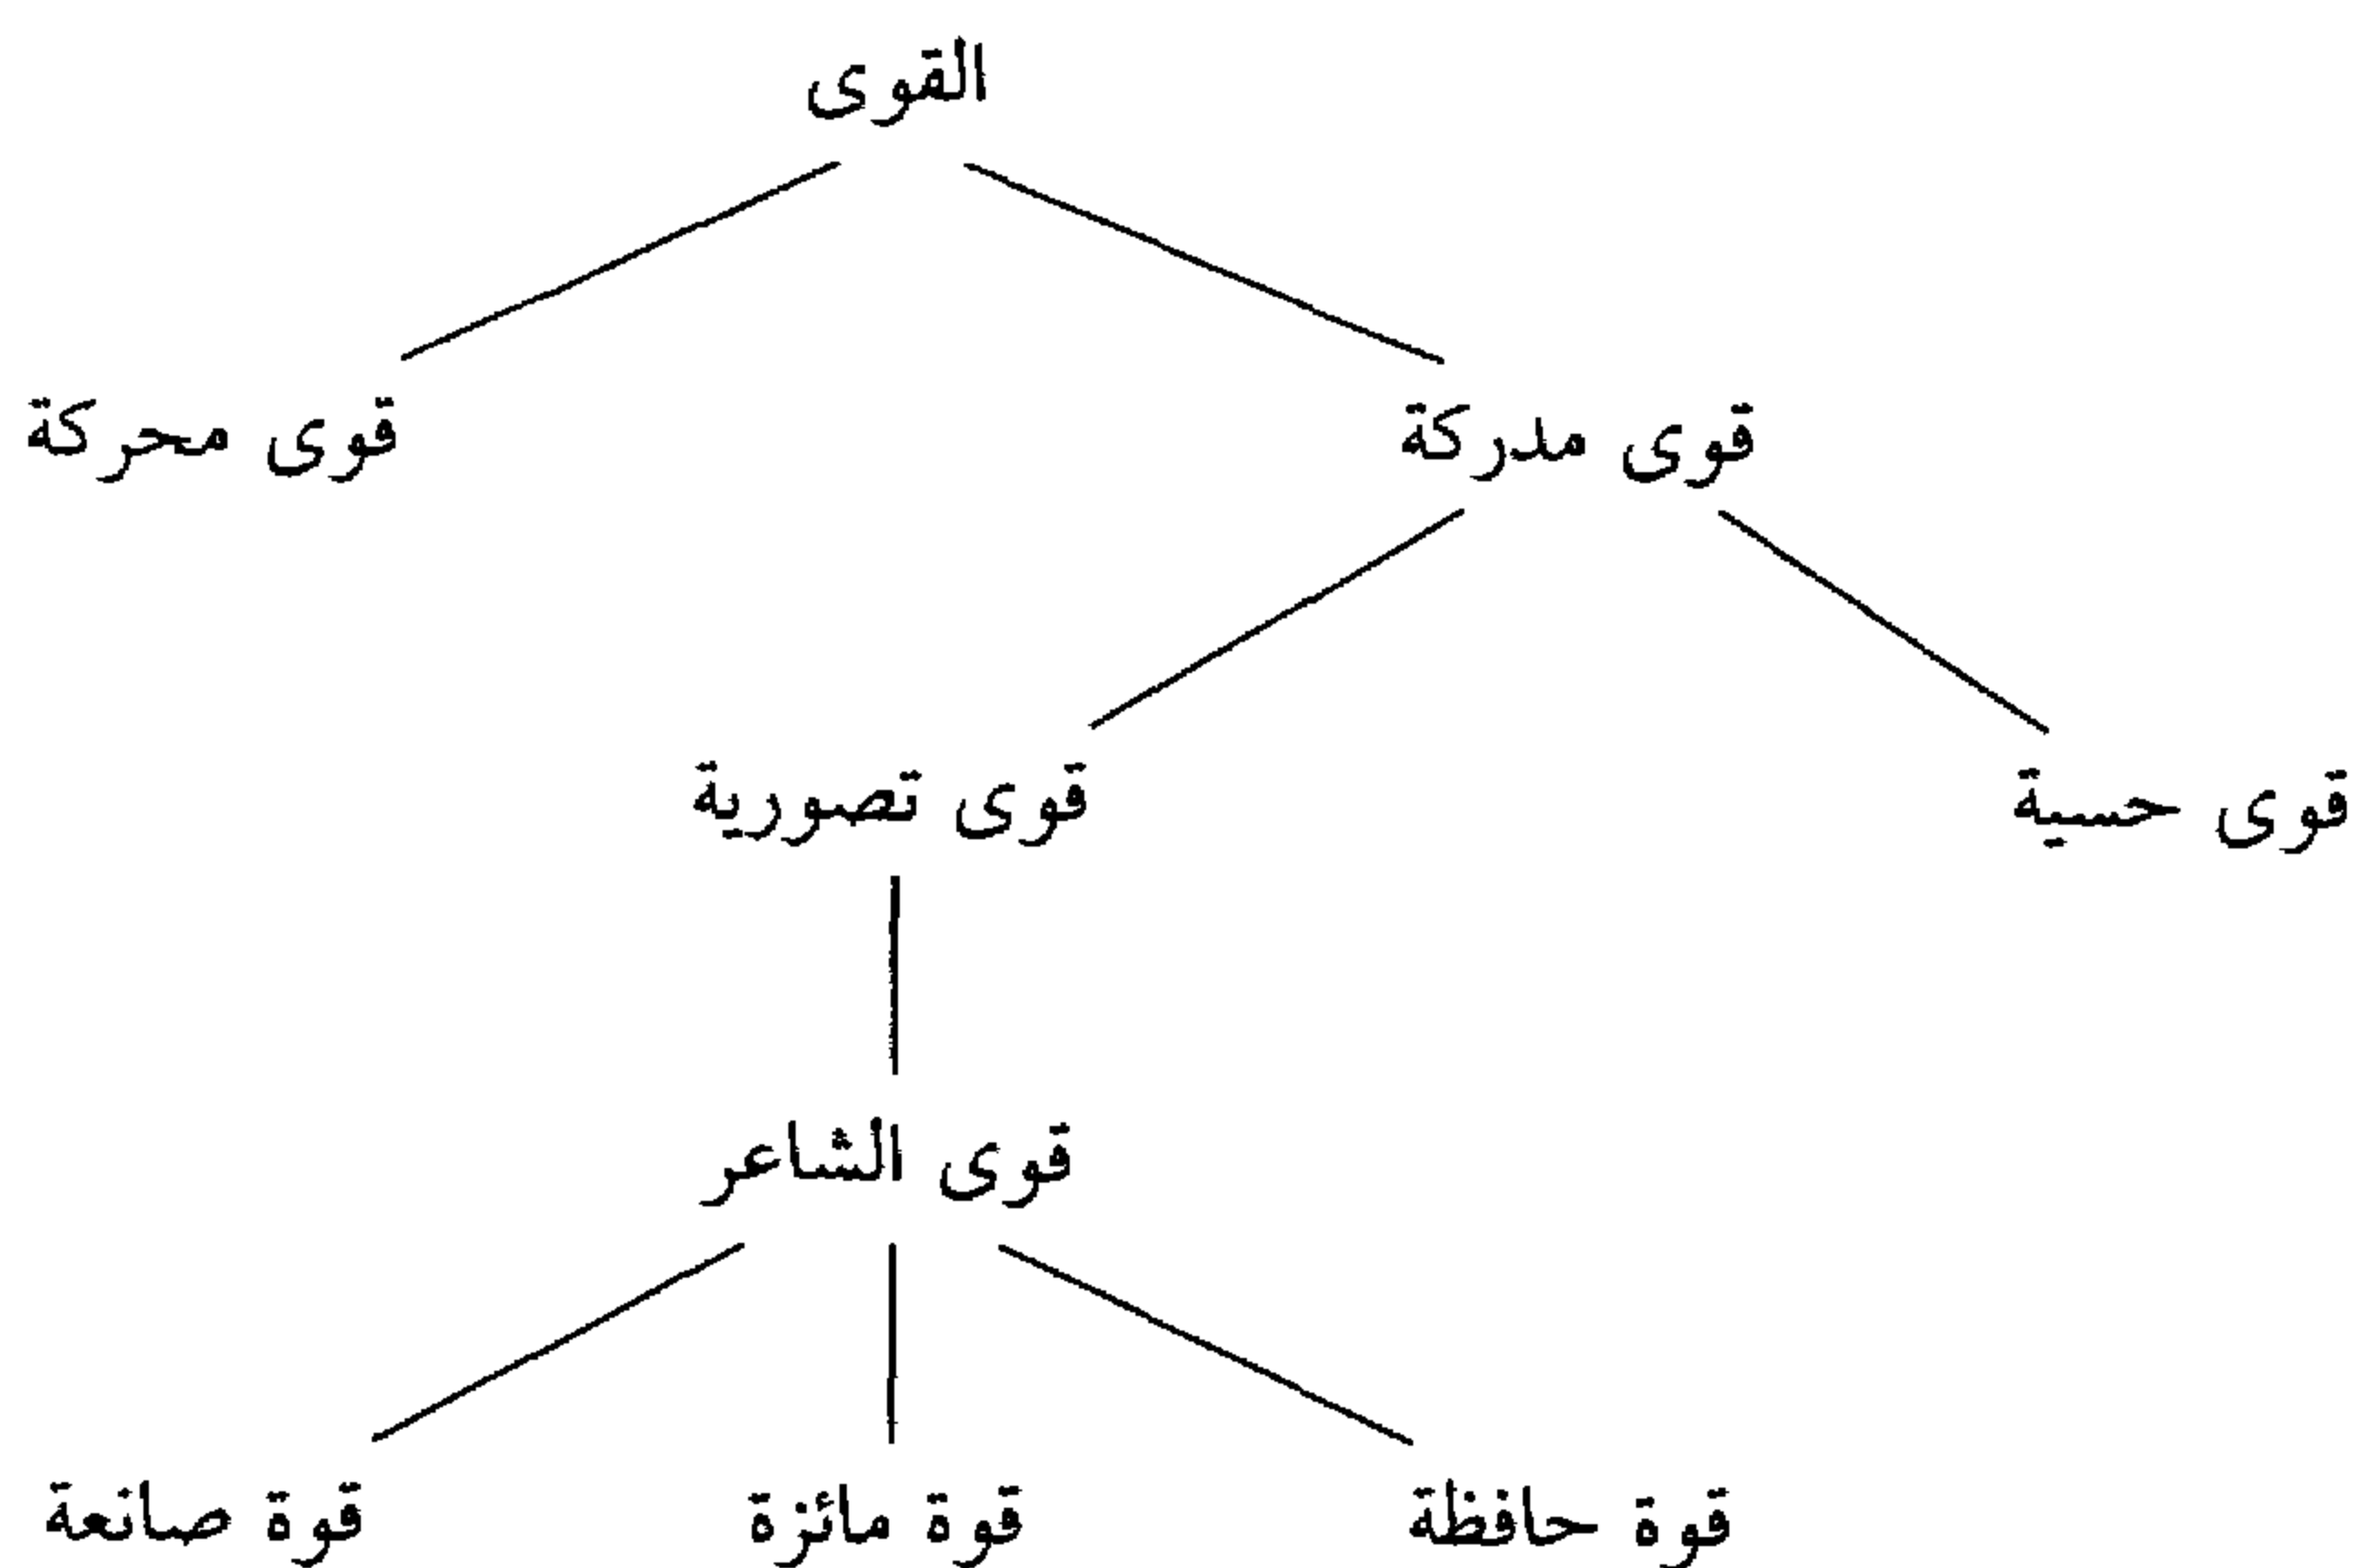 القوى
قوى مدركة
قوى محركة
قوى حسية
قوى تصورية
قوى الشاعر
قوة حافظة
قوة مائزة
قوة صانعة